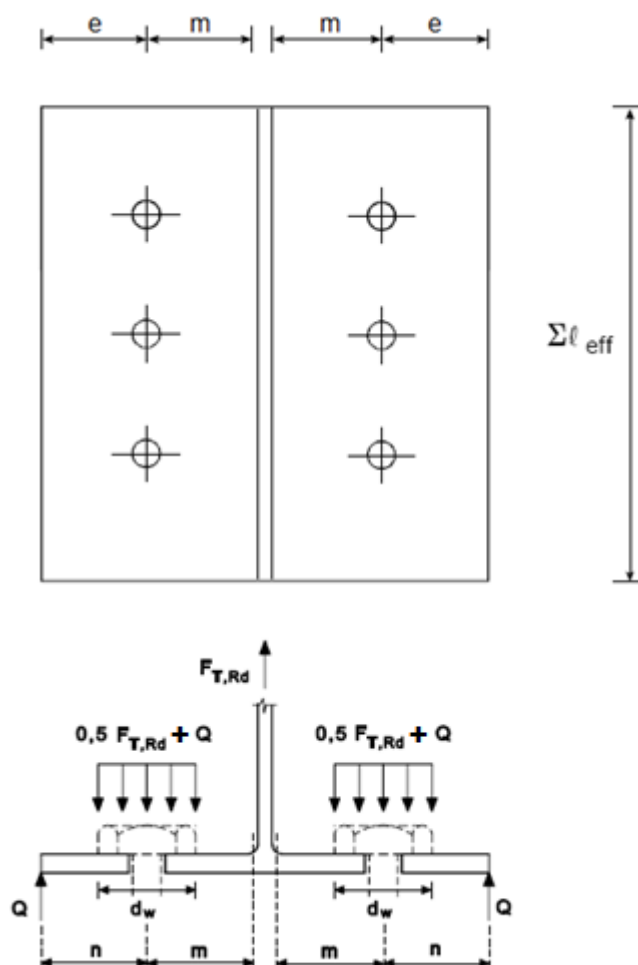 e m m e
Σℓ eff
F T,Rd
0,5 F T,Rd + Q 0,5 F T,Rd + Q
Q d w d w Q
n m m n